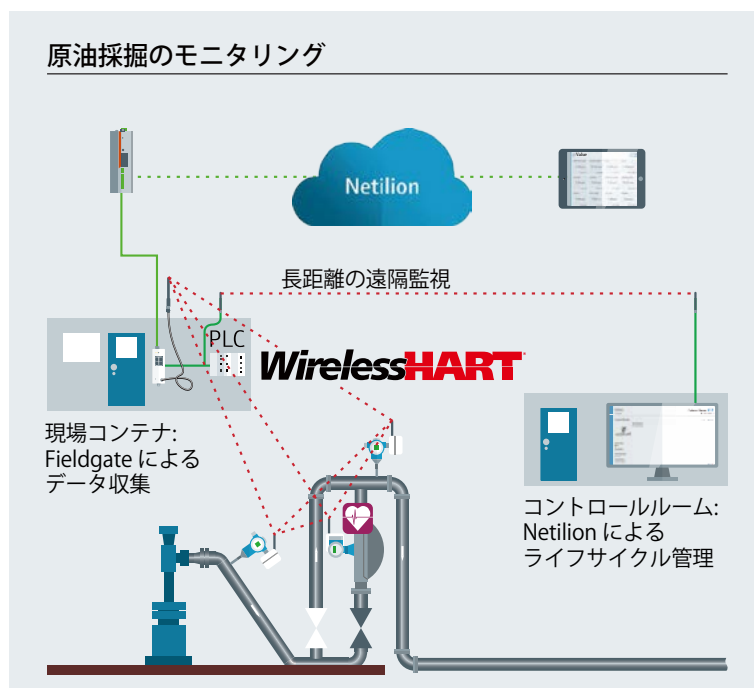 原油採掘のモニタリング
Netilion
長距離の遠隔監視
PLC
WirelessHART
現場コンテナ:
Fieldgate による
データ収集
コントロールルーム:
Netilion による
ライフサイクル管理